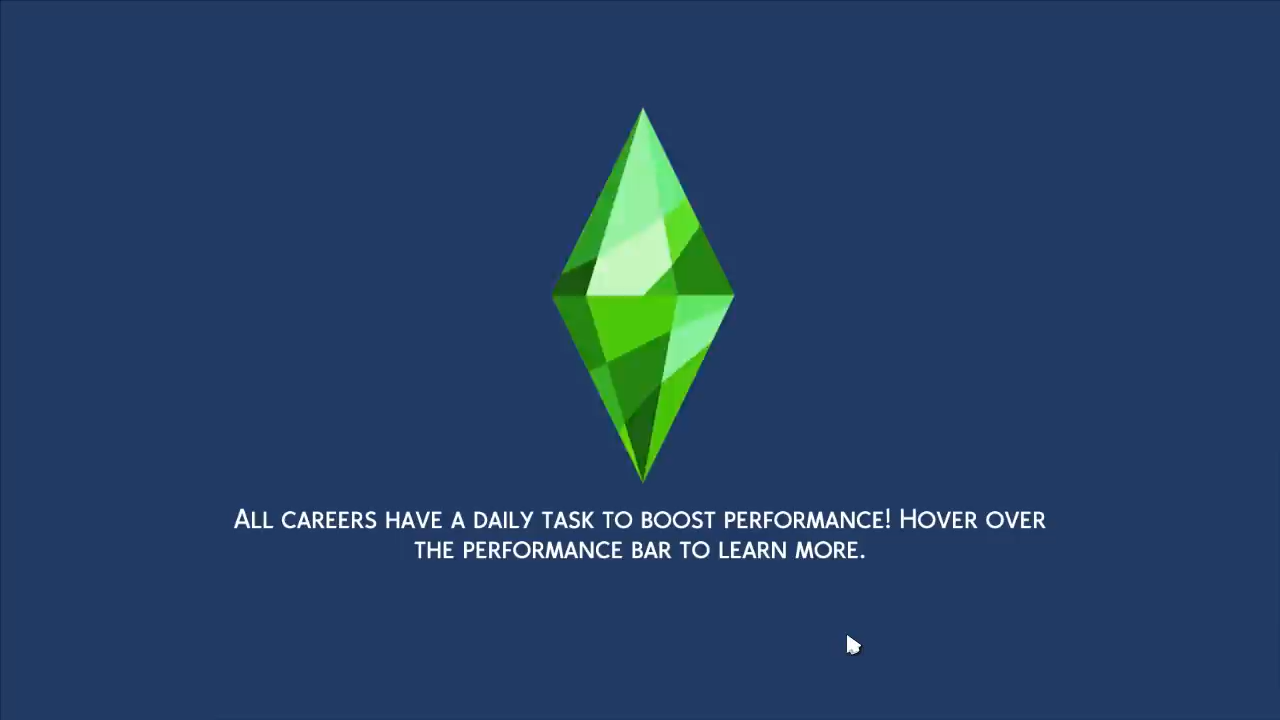 All careers have a daily task to boost performance! Hover over
the performance bar to learn more.